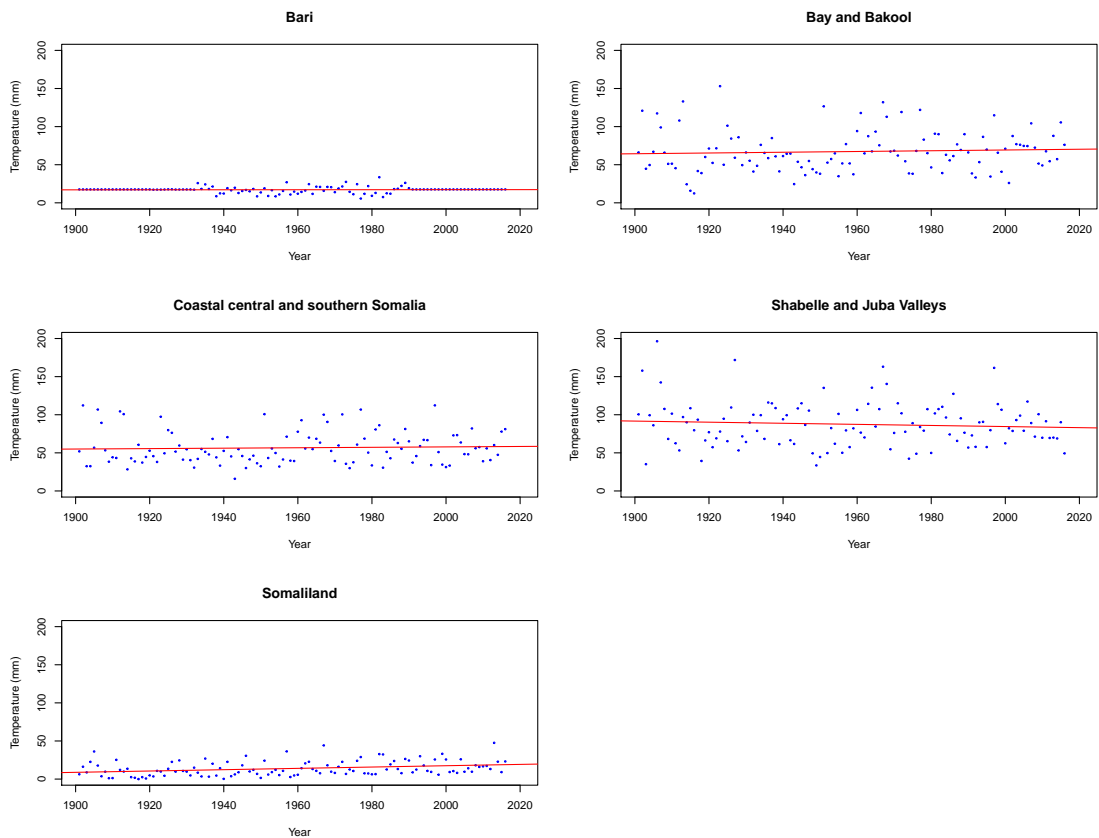 Bari
Temperature (mm)
200
150
100
50
0
1900 1920 1940 1960 1980 2000 2020
Year
Bay and Bakool
Temperature (mm)
200
150
100
50
0
1900 1920 1940 1960 1980 2000 2020
Year
Coastal central and southern Somalia
Temperature (mm)
200
150
100
50
0
1900 1920 1940 1960 1980 2000 2020
Year
Shabelle and Juba Valleys
Temperature (mm)
200
150
100
50
0
1900 1920 1940 1960 1980 2000 2020
Year
Somaliland
Temperature (mm)
200
150
100
50
0
1900 1920 1940 1960 1980 2000 2020
Year